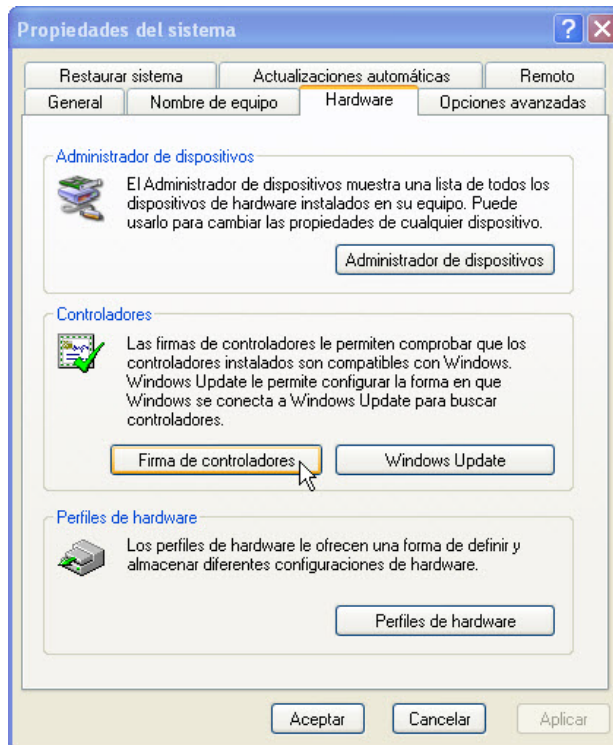 Propiedades del sistema
Restaurar sistema
Actualizaciones automáticas
Remoto
General
Nombre de equipo
Hardware
Opciones avanzadas
Administrador de dispositivos
El Administrador de dispositivos muestra una lista de todos los
dispositivos de hardware instalados en su equipo. Puede
usarlo para cambiar las propiedades de cualquier dispositivo.
Administrador de dispositivos
Controladores
Las firmas de controladores le permiten comprobar que los
controladores instalados son compatibles con Windows.
Windows Update le permite configurar la forma en que
Windows se conecta a Windows Update para buscar
controladores.
Firma de controladores
Windows Update
Perfiles de hardware
Los perfiles de hardware le ofrecen una forma de definir y
almacenar diferentes configuraciones de hardware.
Perfiles de hardware
Aceptar
Cancelar
Aplicar